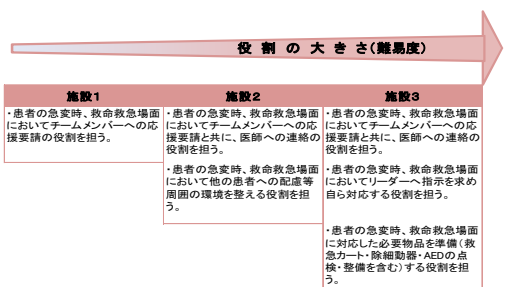 役 割 の 大 き さ(難易度)
施設1
・患者の急変時、救命救急場面
においてチームメンバーへの応
援要請の役割を担う。
施設2
・患者の急変時、救命救急場面
においてチームメンバーへの応
援要請と共に、医師への連絡の
役割を担う。
・患者の急変時、救命救急場面
において他の患者への配慮等
周囲の環境を整える役割を担
う。
施設3
・患者の急変時、救命救急場面
においてチームメンバーへの応
援要請と共に、医師への連絡の
役割を担う。
・患者の急変時、救命救急場面
においてリーダーへ指示を求め
自ら対応する役割を担う。
・患者の急変時、救命救急場面
に対応した必要物品を準備(救
急カート・除細動器・AEDの点
検・整備を含む)する役割を担
う。